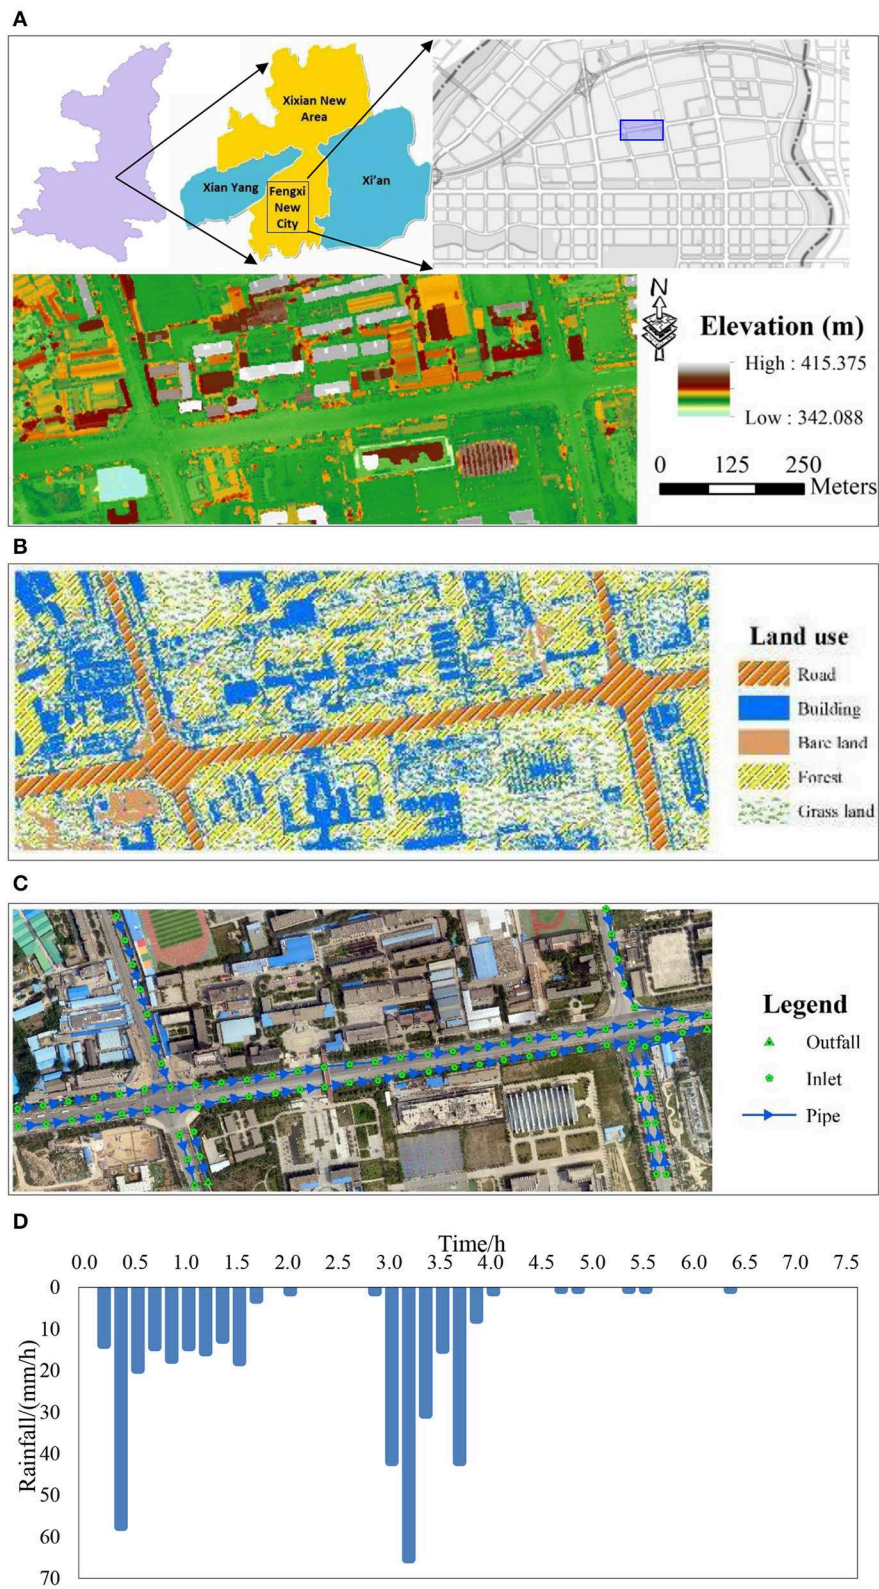 A
Xixian New
Area
Xian Yang
Xi'an
Fengxi
New
City
N
Elevation (m)
High : 415.375
Low : 342.088
0 125 250
Meters
B
Land use
Road
Building
Bare land
Forest
Grass land
C
Legend
Outfall
Inlet
Pipe
D
Time/h
0.0 0.5 1.0 1.5 2.0 2.5 3.0 3.5 4.0 4.5 5.0 5.5 6.0 6.5 7.0 7.5
Rainfall/(mm/h)
0
10
20
30
40
50
60
70